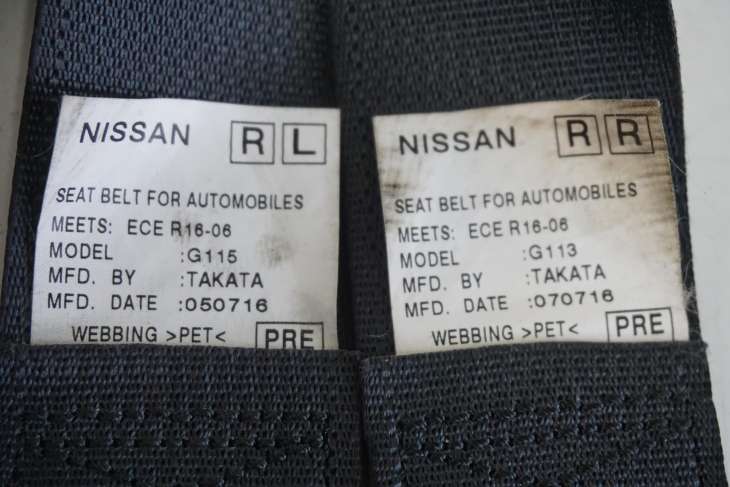 NISSAN R L
SEAT BELT FOR AUTOMOBILES
MEETS: ECE R16-06
MODEL :G115
MFD. BY :TAKATA
MFD. DATE :050716
WEBBING >PET< PRE
NISSAN R R
SEAT BELT FOR AUTOMOBILES
MEETS: ECE R16-06
MODEL :G113
MFD. BY :TAKATA
MFD. DATE :070716
WEBBING >PET< PRE